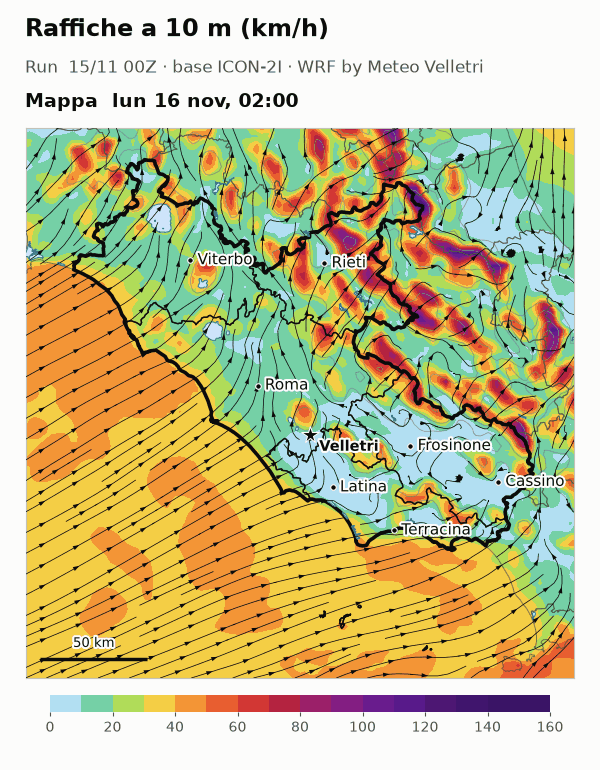 Raffiche a 10 m (km/h)
Run  15/11 00Z · base ICON-2I · WRF by Meteo Velletri
Mappa  lun 16 nov, 02:00
Viterbo
Rieti
Roma
Velletri
Frosinone
Latina
Cassino
Terracina
50 km
0 20 40 60 80 100 120 140 160